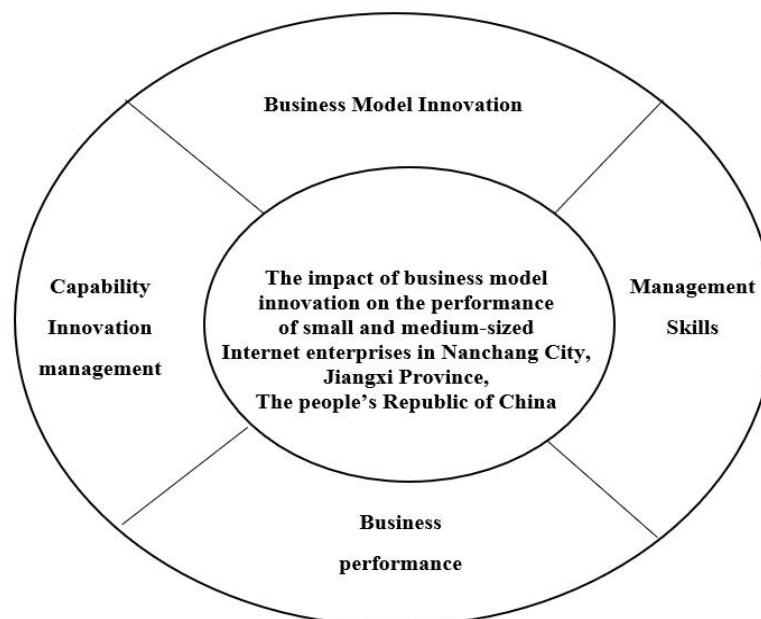 Business Model Innovation
Capability
Innovation
management
The impact of business model
innovation on the performance
of small and medium-sized
Internet enterprises in Nanchang City,
Jiangxi Province,
The people’s Republic of China
Management
Skills
Business
performance